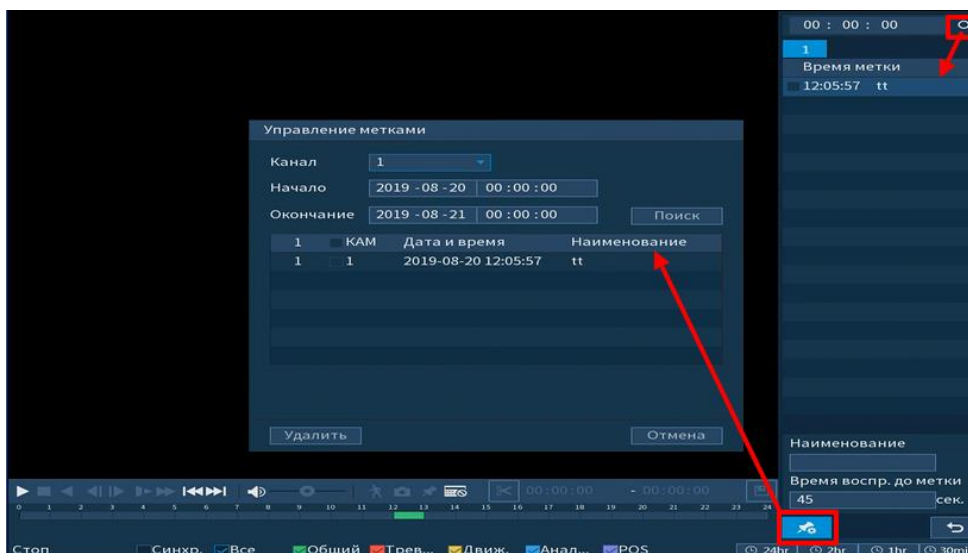 00 : 00 : 00
1
Время метки
12:05:57 tt
Управление метками
Канал 1
Начало 2019 -08 -20 00 :00 :00
Окончание 2019 -08 -21 00 :00 :00
Поиск
1 КАМ Дата и время Наименование
1 1 2019-08-20 12:05:57 tt
Удалить Отмена
Наименование
Время воспр. до метки
45 сек.
00:00:00 - 00:00:00
0 1 2 3 4 5 6 7 8 9 10 11 12 13 14 15 16 17 18 19 20 21 22 23 24
Стоп Синхр. Все Общий Трев... Движ. Анал... POS 24hr 2hr 1hr 30m